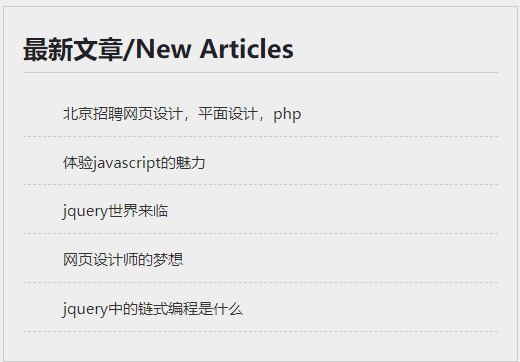 最新文章/New Articles
北京招聘网页设计，平面设计，php
体验javascript的魅力
jquery世界来临
网页设计师的梦想
jquery中的链式编程是什么